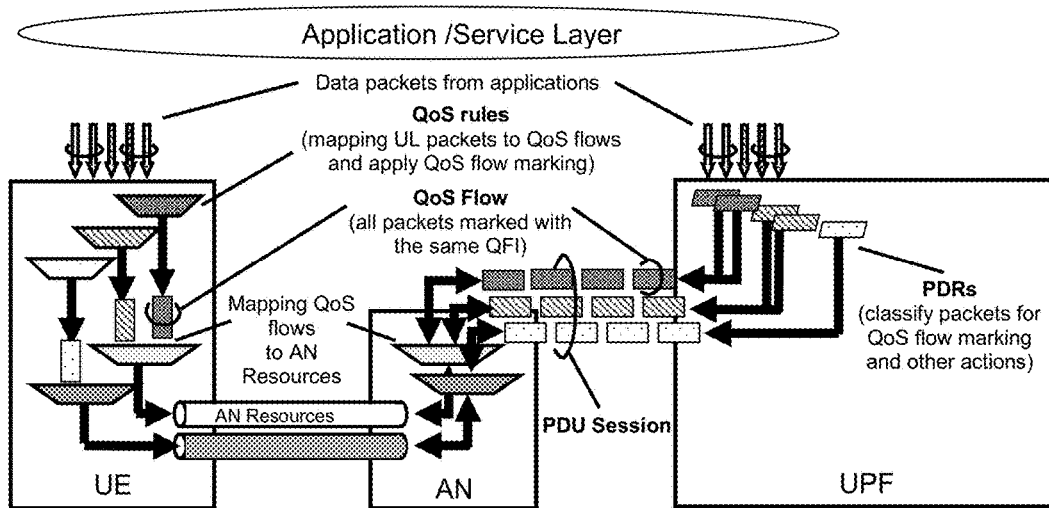 Application /Service Layer
Data packets from applications
QoS rules
(mapping UL packets to QoS flows
and apply QoS flow marking)
QoS Flow
(all packets marked with
the same QFI)
Mapping QoS
flows
to AN
Resources
PDRs
(classify packets for
QoS flow marking
and other actions)
AN Resources
PDU Session
UE
AN
UPF